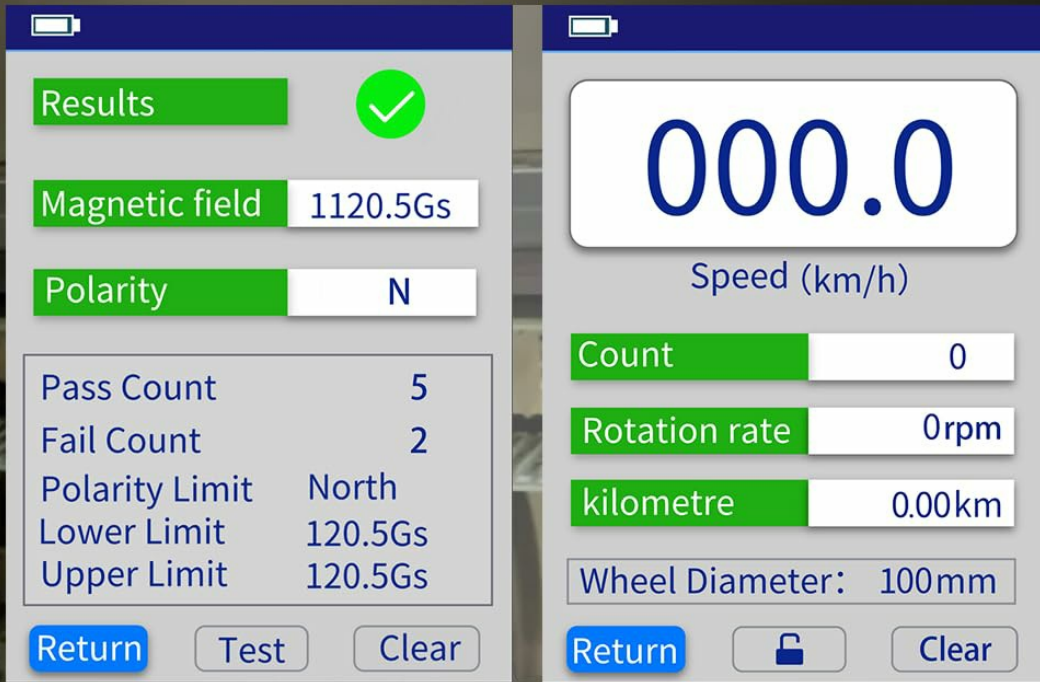 Results
Magnetic field 1120.5Gs
Polarity N
Pass Count 5
Fail Count 2
Polarity Limit North
Lower Limit 120.5Gs
Upper Limit 120.5Gs
Return Test Clear
000.0
Speed (km/h)
Count 0
Rotation rate 0rpm
kilometre 0.00km
Wheel Diameter: 100mm
Return Clear